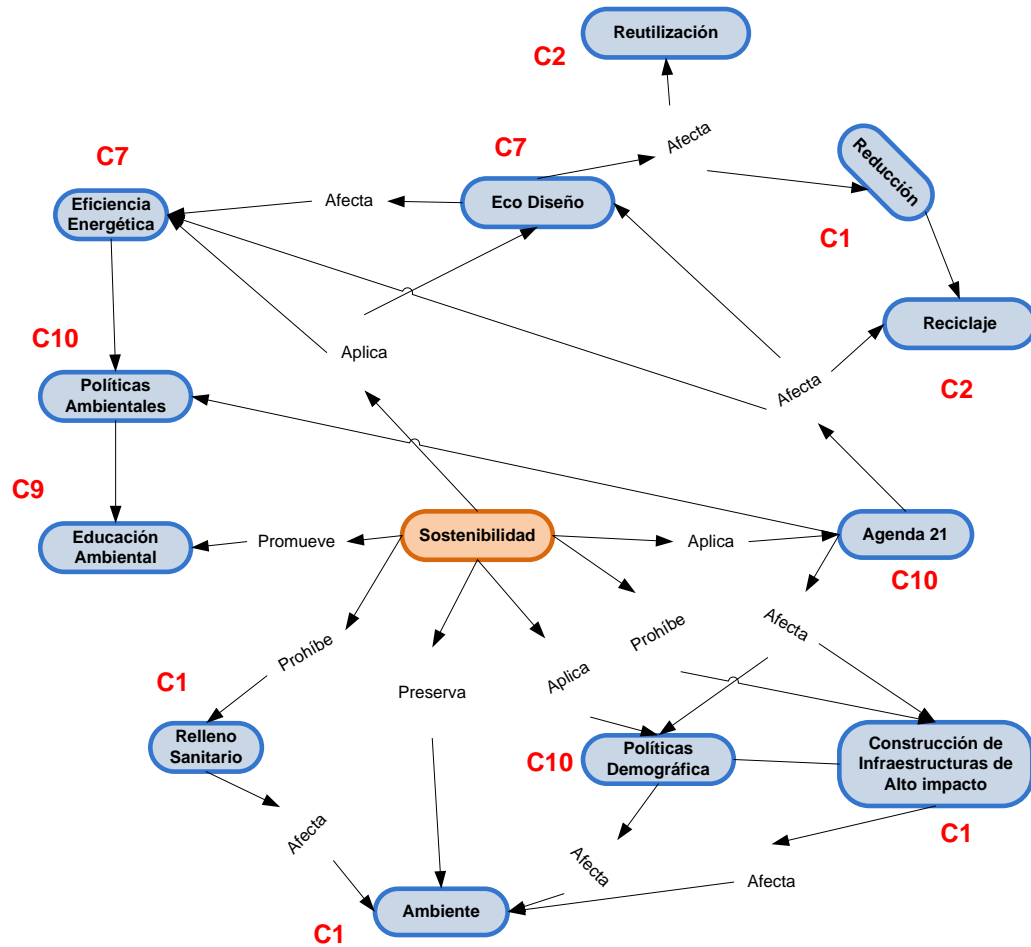 Reutilización
C2
Afecta
C7
C7
Reducción
Eficiencia
Energética
Afecta
Eco Diseño
C1
C10
Aplica
Reciclaje
Afecta
C2
Políticas
Ambientales
C9
Educación
Ambiental
Promueve
Sostenibilidad
Aplica
Agenda 21
C10
Prohíbe
Prohíbe
Afecta
C1
Preserva
Aplica
Relleno
Sanitario
C10
Políticas
Demográfica
Construcción de
Infraestructuras de
Alto impacto
C1
Afecta
Afecta
Afecta
Ambiente
C1